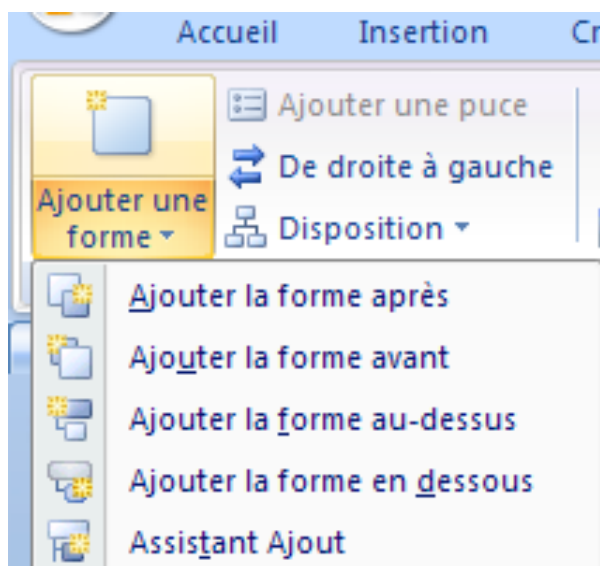 Accueil Insertion
Ajouter une puce
De droite à gauche
Ajouter une
forme
Disposition
Ajouter la forme après
Ajouter la forme avant
Ajouter la forme au-dessus
Ajouter la forme en dessous
Assistant Ajout